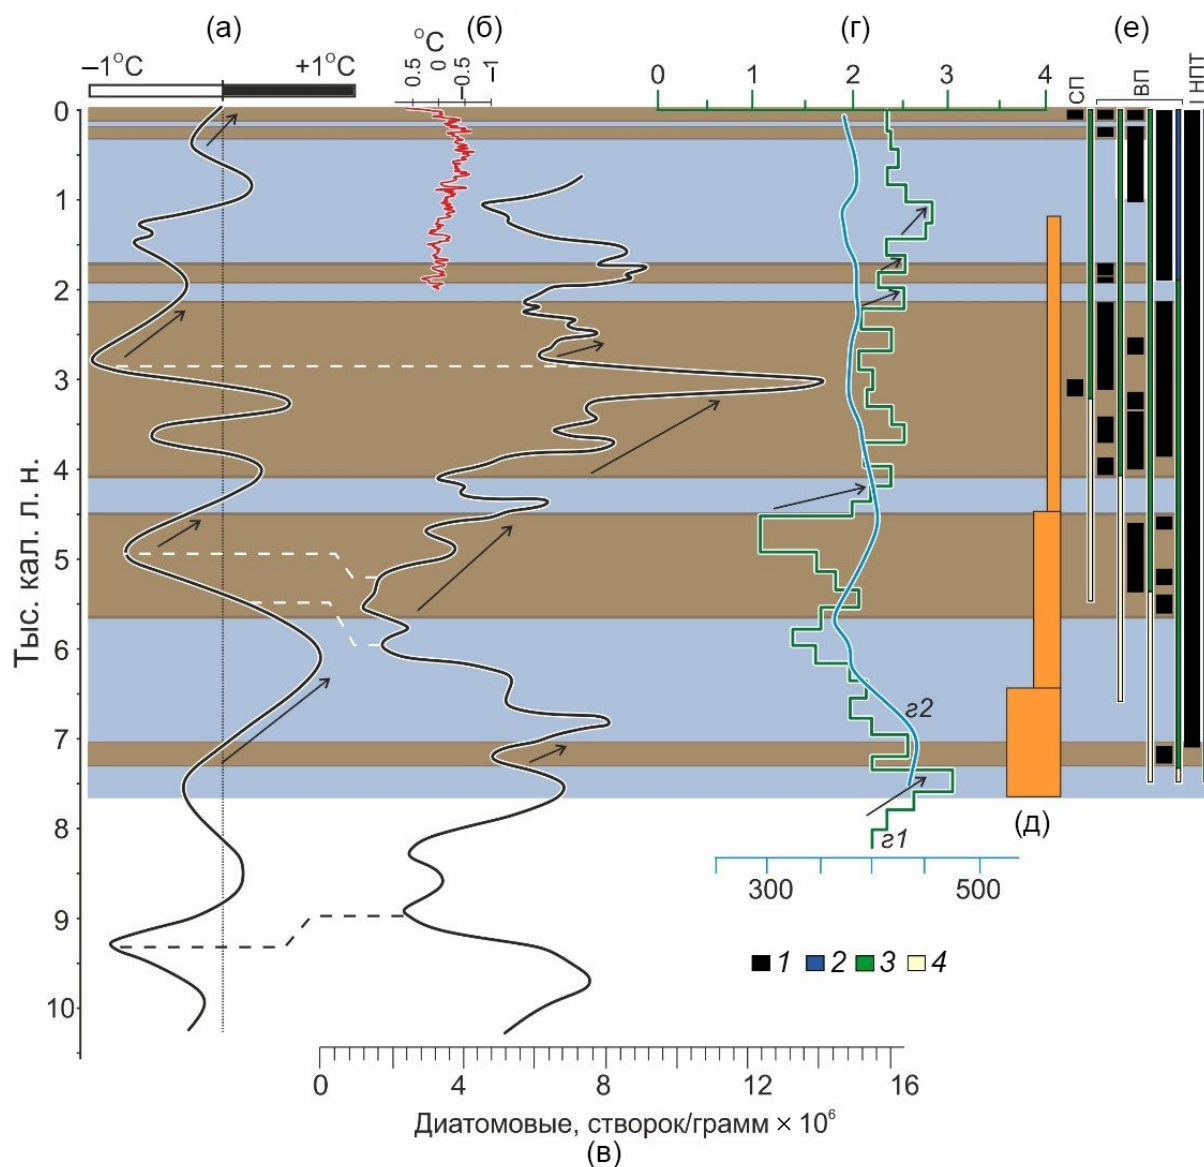 (а)
(б)
(г)
(е)
–1°C
+1°C
°C
0.5
0
–0.5
–1
0
1
2
3
4
СП
ВП
I НПТ
Тыс. кал. л. н.
0
1
2
3
4
5
6
7
8
9
10
г2
г1
(д)
300
500
1
2
3
4
0
4
8
12
16
Диатомовые, створок/грамм × 10⁶
(в)